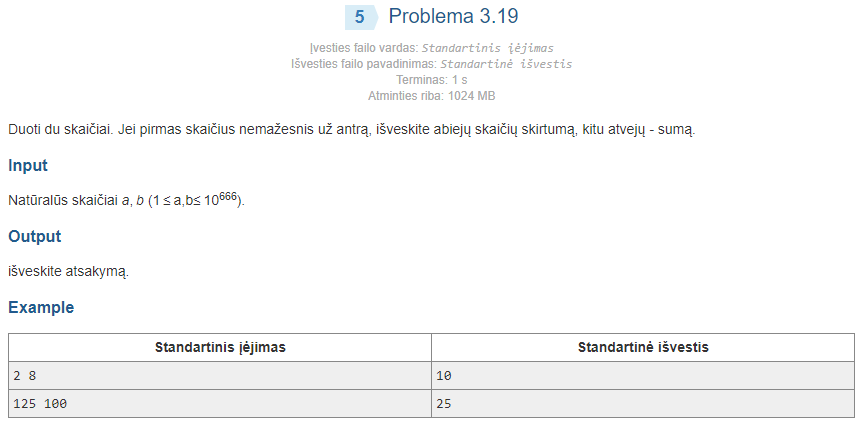 5 Problema 3.19
Įvesties failo vardas: Standartinis įėjimas
Išvesties failo pavadinimas: Standartinė išvestis
Terminas: 1 s
Atminties riba: 1024 MB
Duoti du skaičiai. Jei pirmas skaičius nemažesnis už antrą, išveskite abiejų skaičių skirtumą, kitu atvejų - sumą.
Input
Natūralūs skaičiai a, b (1 ≤ a,b≤ 10^666).
Output
išveskite atsakymą.
Example
Standartinis įėjimas Standartinė išvestis
2 8 10
125 100 25